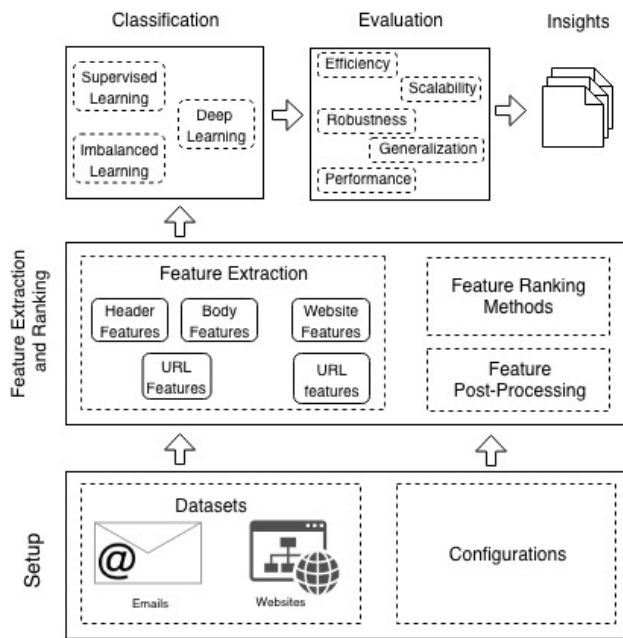 Classification
Evaluation
Insights
Supervised
Learning
Deep
Learning
Imbalanced
Learning
Efficiency
Scalability
Robustness
Generalization
Performance
Feature Extraction
and Ranking
Feature Extraction
Header
Features
Body
Features
Website
Features
URL
Features
URL
features
Feature Ranking
Methods
Feature
Post-Processing
Setup
Datasets
@
Emails
Websites
Configurations